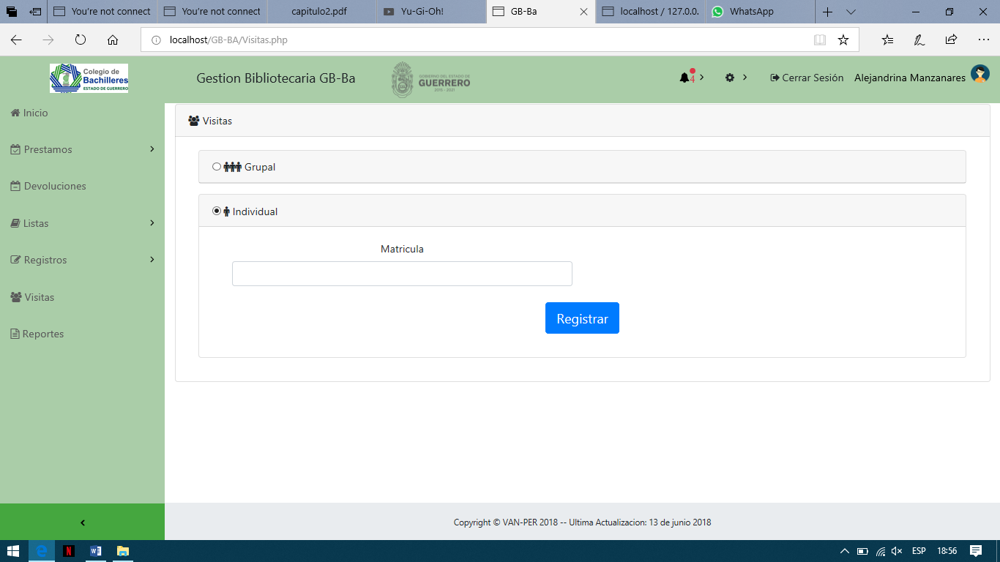 You're not connect
You're not connect
capitulo2.pdf
Yu-Gi-Oh!
GB-Ba
localhost / 127.0.0.
WhatsApp
localhost/GB-BA/Visitas.php
Colegio de
Bachilleres
ESTADO DE GUERRERO
Gestion Bibliotecaria GB-Ba
GOBIERNO DEL ESTADO DE
GUERRERO
2015 - 2021
4
Cerrar Sesión
Alejandrina Manzanares
Inicio
Prestamos
Devoluciones
Listas
Registros
Visitas
Reportes
Visitas
Grupal
Individual
Matricula
Registrar
Copyright © VAN-PER 2018 -- Ultima Actualizacion: 13 de junio 2018
ESP
18:56